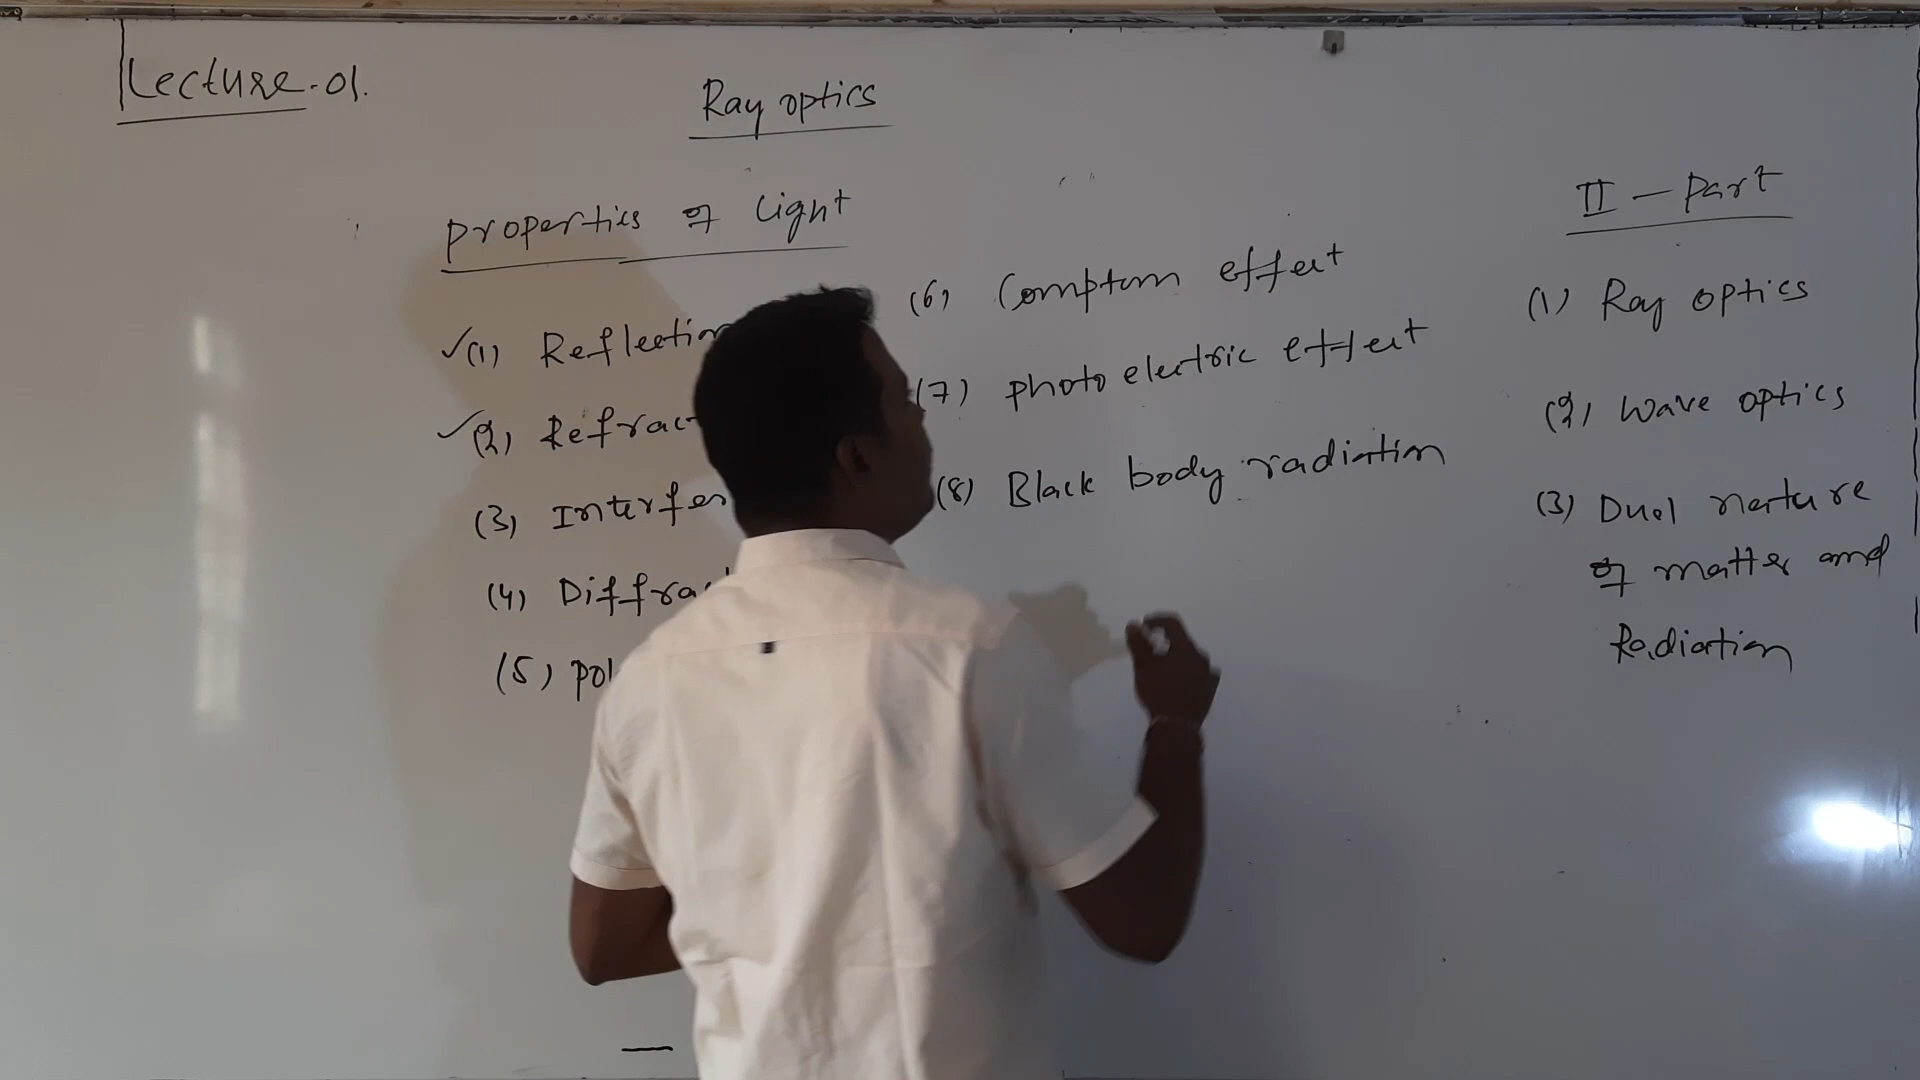 Lecture-01.
Ray optics
Properties of Light
(1) Reflection
(2) Refract
(3) Interfer
(4) Diffra
(5) Pol
(6) Compton effect
(7) Photo electric effect
(8) Black body radiation
II - Part
(1) Ray optics
(2) Wave optics
(3) Dual nature
of matter and
Radiation